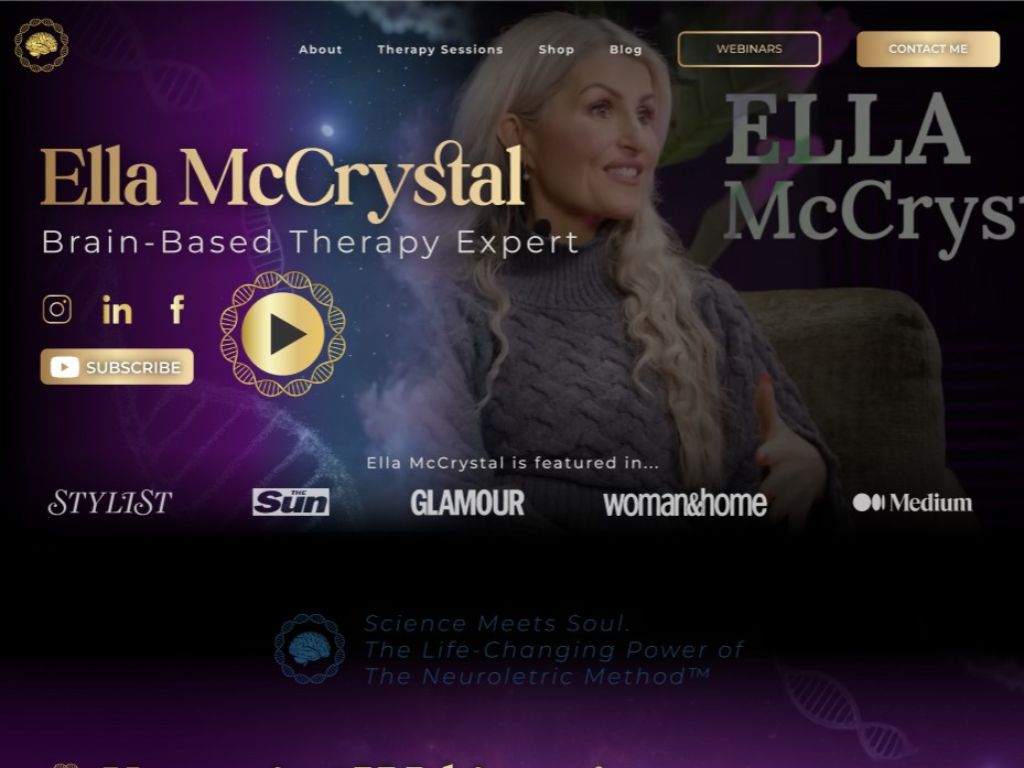 About Therapy Sessions Shop Blog WEBINARS CONTACT ME
ELLA
McCrys
Ella McCrystal
Brain-Based Therapy Expert
in f
SUBSCRIBE
Ella McCrystal is featured in...
STYLIST THE Sun GLAMOUR woman&home Medium
Science Meets Soul.
The Life-Changing Power of
The Neuroletric Method™